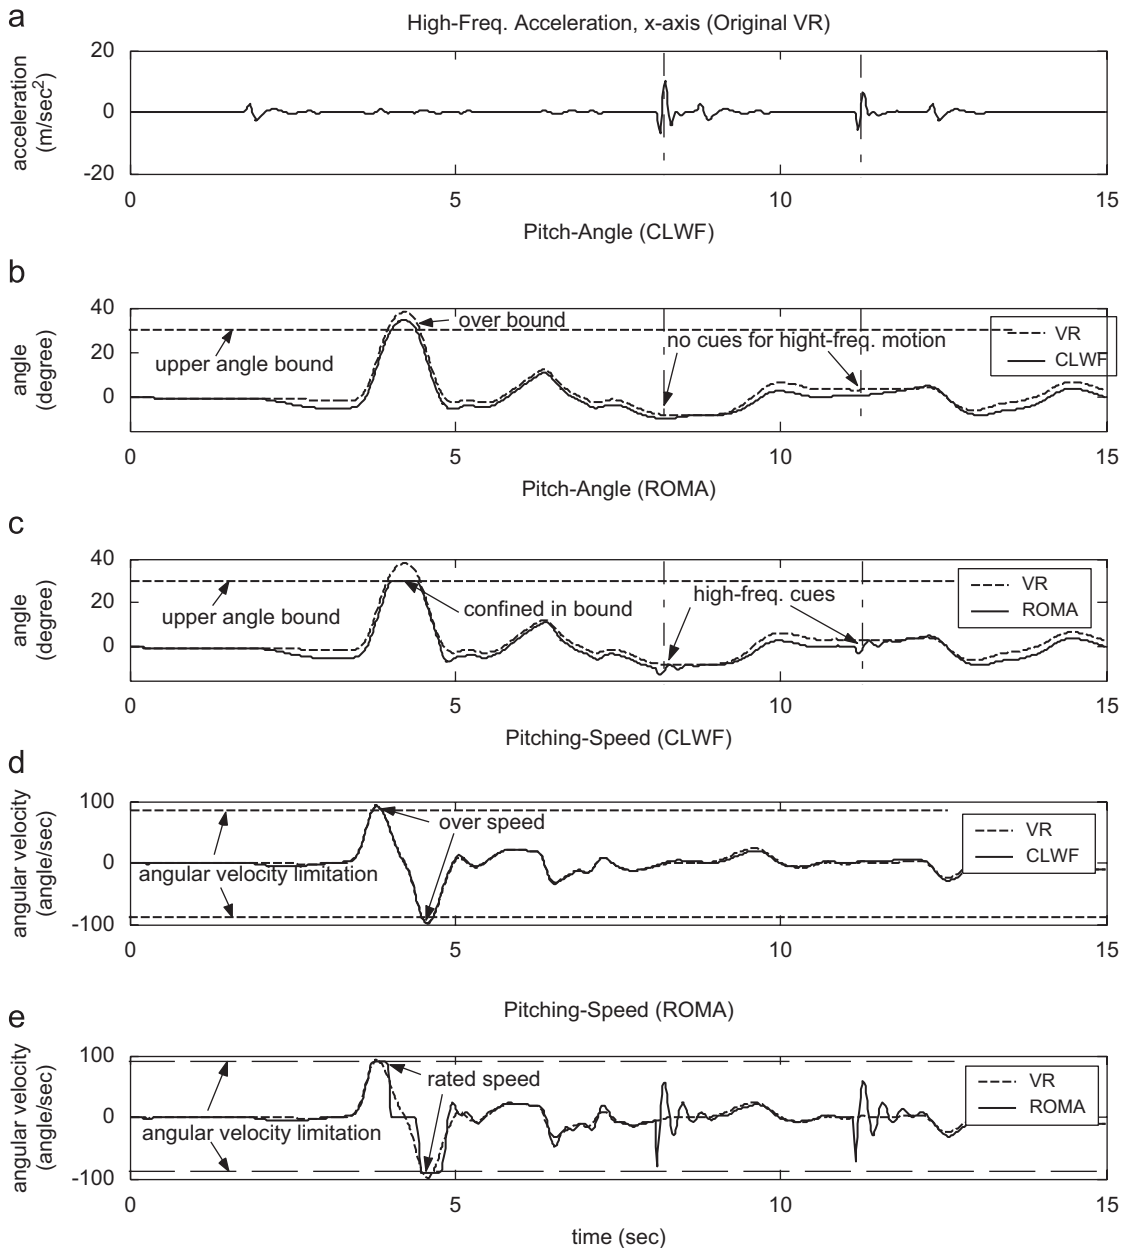 a
High-Freq. Acceleration, x-axis (Original VR)
acceleration
(m/sec²)
20
0
-20
0 5 10 15
Pitch-Angle (CLWF)
b
angle
(degree)
40
20
0
over bound
upper angle bound
no cues for hight-freq. motion
VR
CLWF
0 5 10 15
Pitch-Angle (ROMA)
c
angle
(degree)
40
20
0
upper angle bound
confined in bound
high-freq. cues
VR
ROMA
0 5 10 15
Pitching-Speed (CLWF)
d
angular velocity
(angle/sec)
100
0
-100
over speed
angular velocity limitation
VR
CLWF
0 5 10 15
Pitching-Speed (ROMA)
e
angular velocity
(angle/sec)
100
0
-100
rated speed
angular velocity limitation
VR
ROMA
0 5 10 15
time (sec)